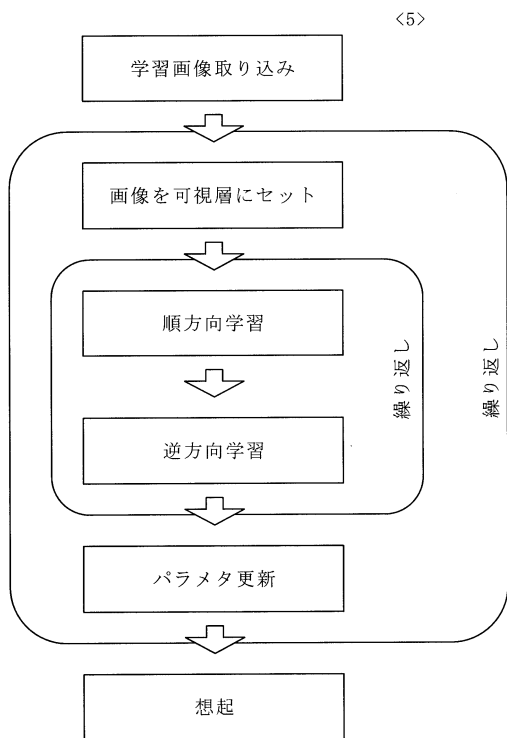 <5>
学習画像取り込み
画像を可視層にセット
順方向学習
逆方向学習
繰り返し
繰り返し
パラメタ更新
想起